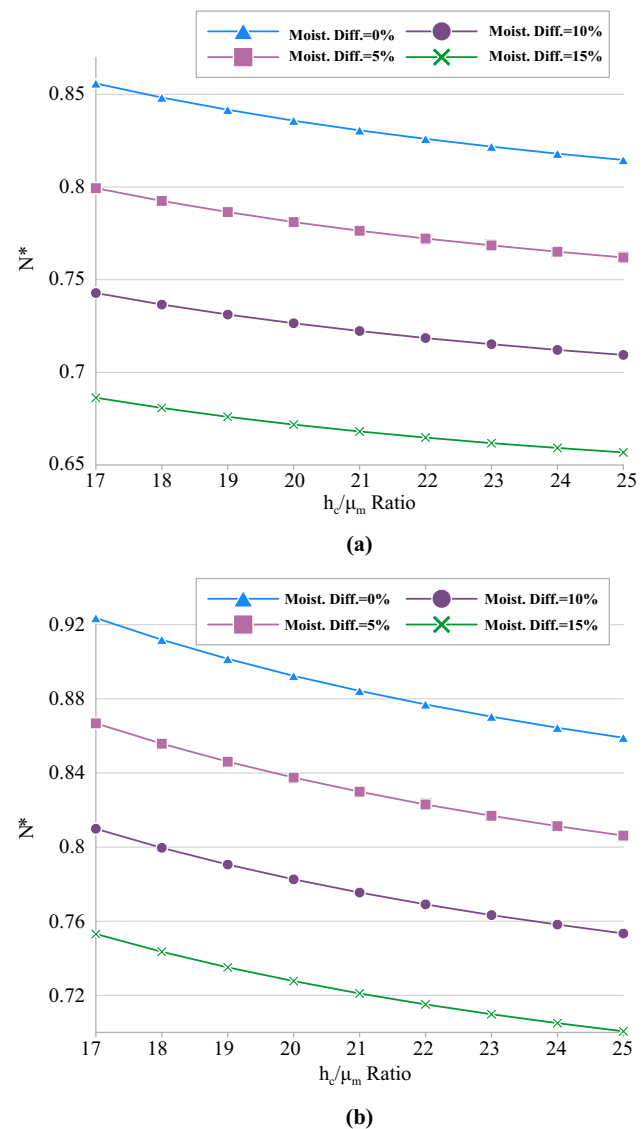 Moist. Diff.=0% Moist. Diff.=10%
Moist. Diff.=5% Moist. Diff.=15%
0.85
0.8
0.75
0.7
0.65
N*
17 18 19 20 21 22 23 24 25
h_c/μ_m Ratio
(a)
Moist. Diff.=0% Moist. Diff.=10%
Moist. Diff.=5% Moist. Diff.=15%
0.92
0.88
0.84
0.8
0.76
0.72
N*
17 18 19 20 21 22 23 24 25
h_c/μ_m Ratio
(b)